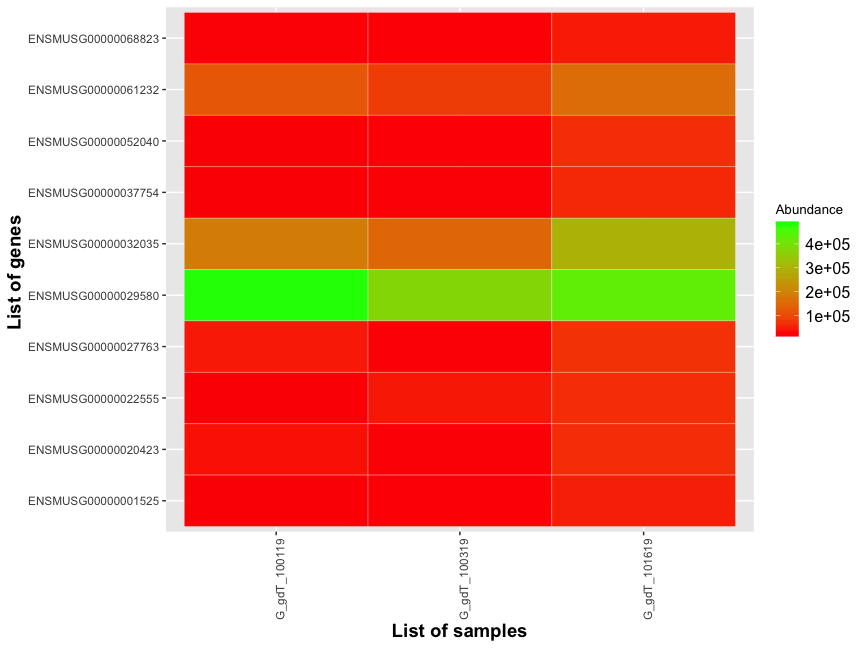 ENSMUSG00000068823
ENSMUSG00000061232
ENSMUSG00000052040
ENSMUSG00000037754
ENSMUSG00000032035
ENSMUSG00000029580
ENSMUSG00000027763
ENSMUSG00000022555
ENSMUSG00000020423
ENSMUSG00000001525
List of genes
G_gdT_100119
G_gdT_100319
G_gdT_101619
List of samples
Abundance
4e+05
3e+05
2e+05
1e+05